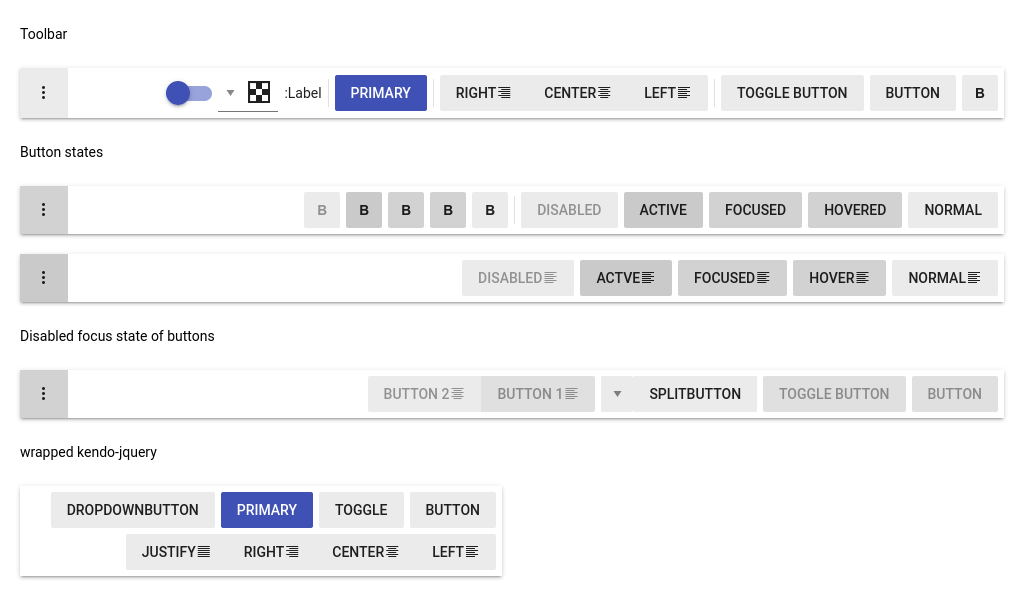 Toolbar
:Label PRIMARY RIGHT CENTER LEFT TOGGLE BUTTON BUTTON B
Button states
B B B B B DISABLED ACTIVE FOCUSED HOVERED NORMAL
DISABLED ACTVE FOCUSED HOVER NORMAL
Disabled focus state of buttons
BUTTON 2 BUTTON 1 SPLITBUTTON TOGGLE BUTTON BUTTON
wrapped kendo-jquery
DROPDOWNBUTTON PRIMARY TOGGLE BUTTON
JUSTIFY RIGHT CENTER LEFT